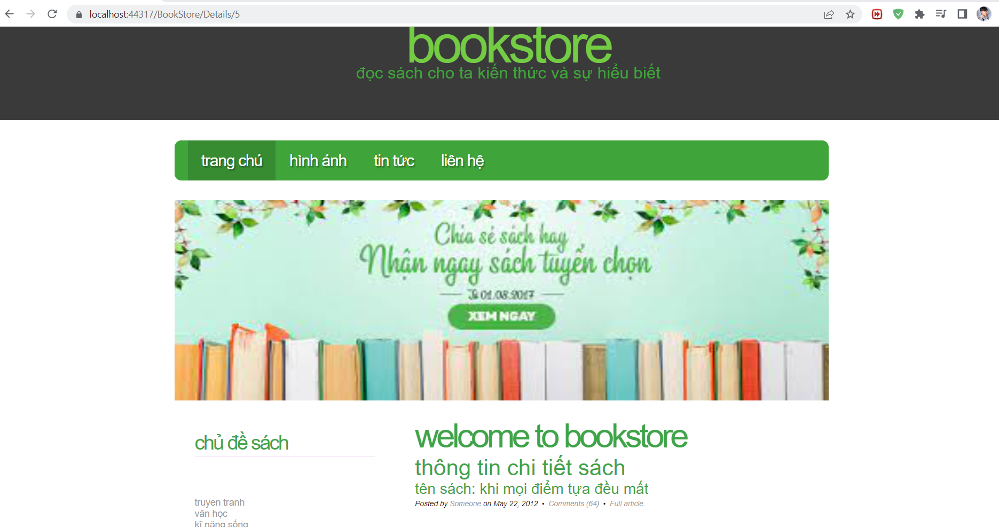 localhost:44317/BookStore/Details/5
bookstore
đọc sách cho ta kiến thức và sự hiểu biết
trang chủ hình ảnh tin tức liên hệ
Chia sẻ sách hay
Nhận ngay sách tuyển chọn
01.08.2017
XEM NGAY
chủ đề sách
truyen tranh
văn học
kĩ năng sống
welcome to bookstore
thông tin chi tiết sách
tên sách: khi mọi điểm tựa đều mất
Posted by Someone on May 22, 2012 • Comments (64) • Full article